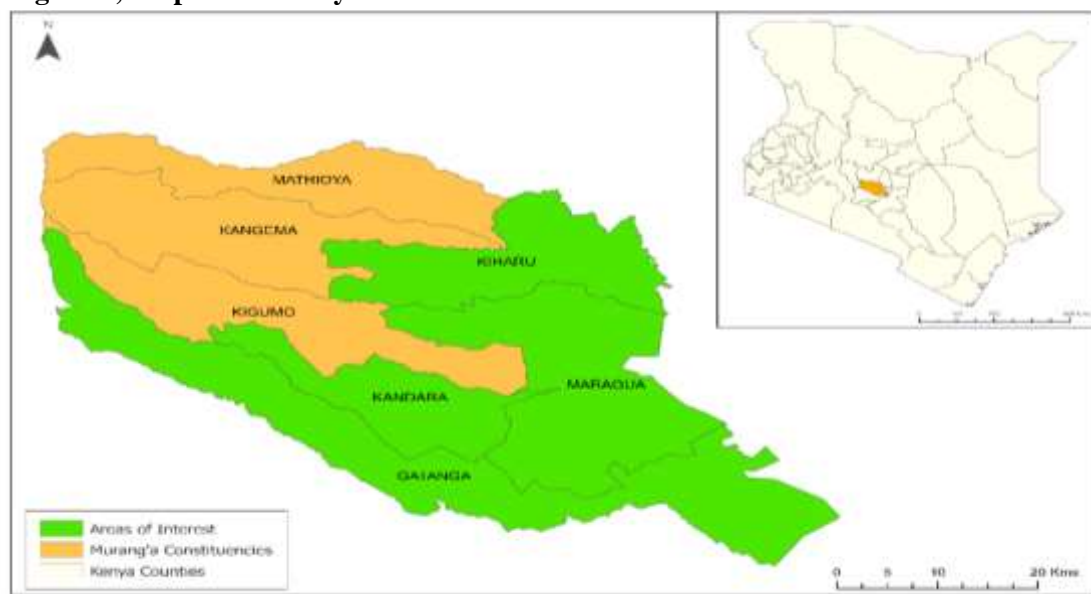 N
MATHIOYA
KANGEMA
KIHARU
KIGUMO
KANDARA
MARAGUA
GATANGA
Areas of Interest
Murang'a Constituencies
Kenya Counties
0 5 10 20 Kms